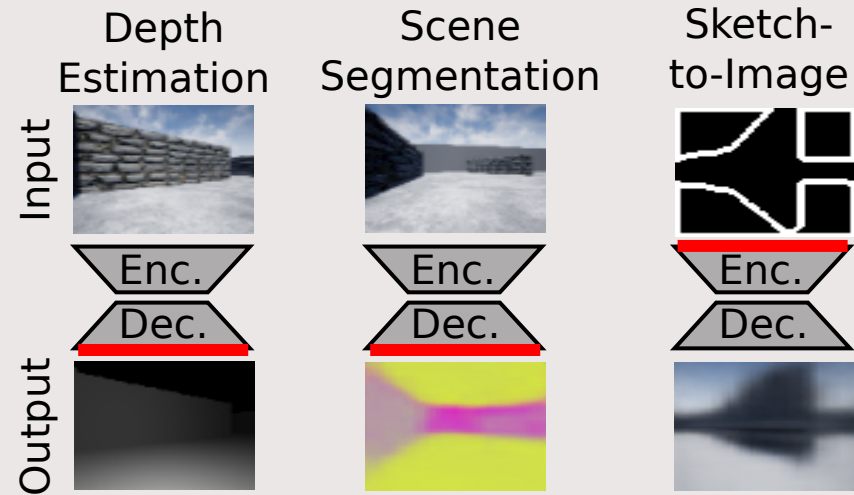 Depth
Estimation
Scene
Segmentation
Sketch-
to-Image
Input
Enc.
Enc.
Enc.
Dec.
Dec.
Dec.
Output